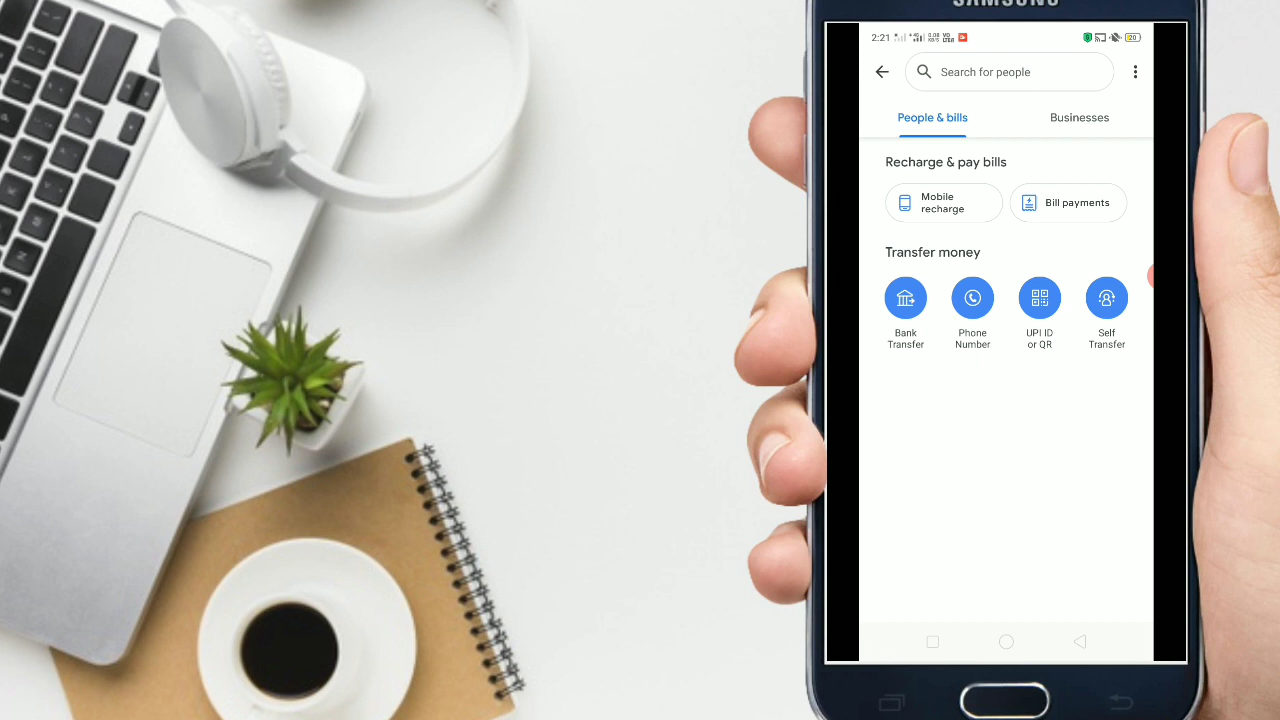 SAMSUNG
2:21
20
Search for people
People & bills
Businesses
Recharge & pay bills
Mobile
recharge
Bill payments
Transfer money
Bank
Transfer
Phone
Number
UPI ID
or QR
Self
Transfer